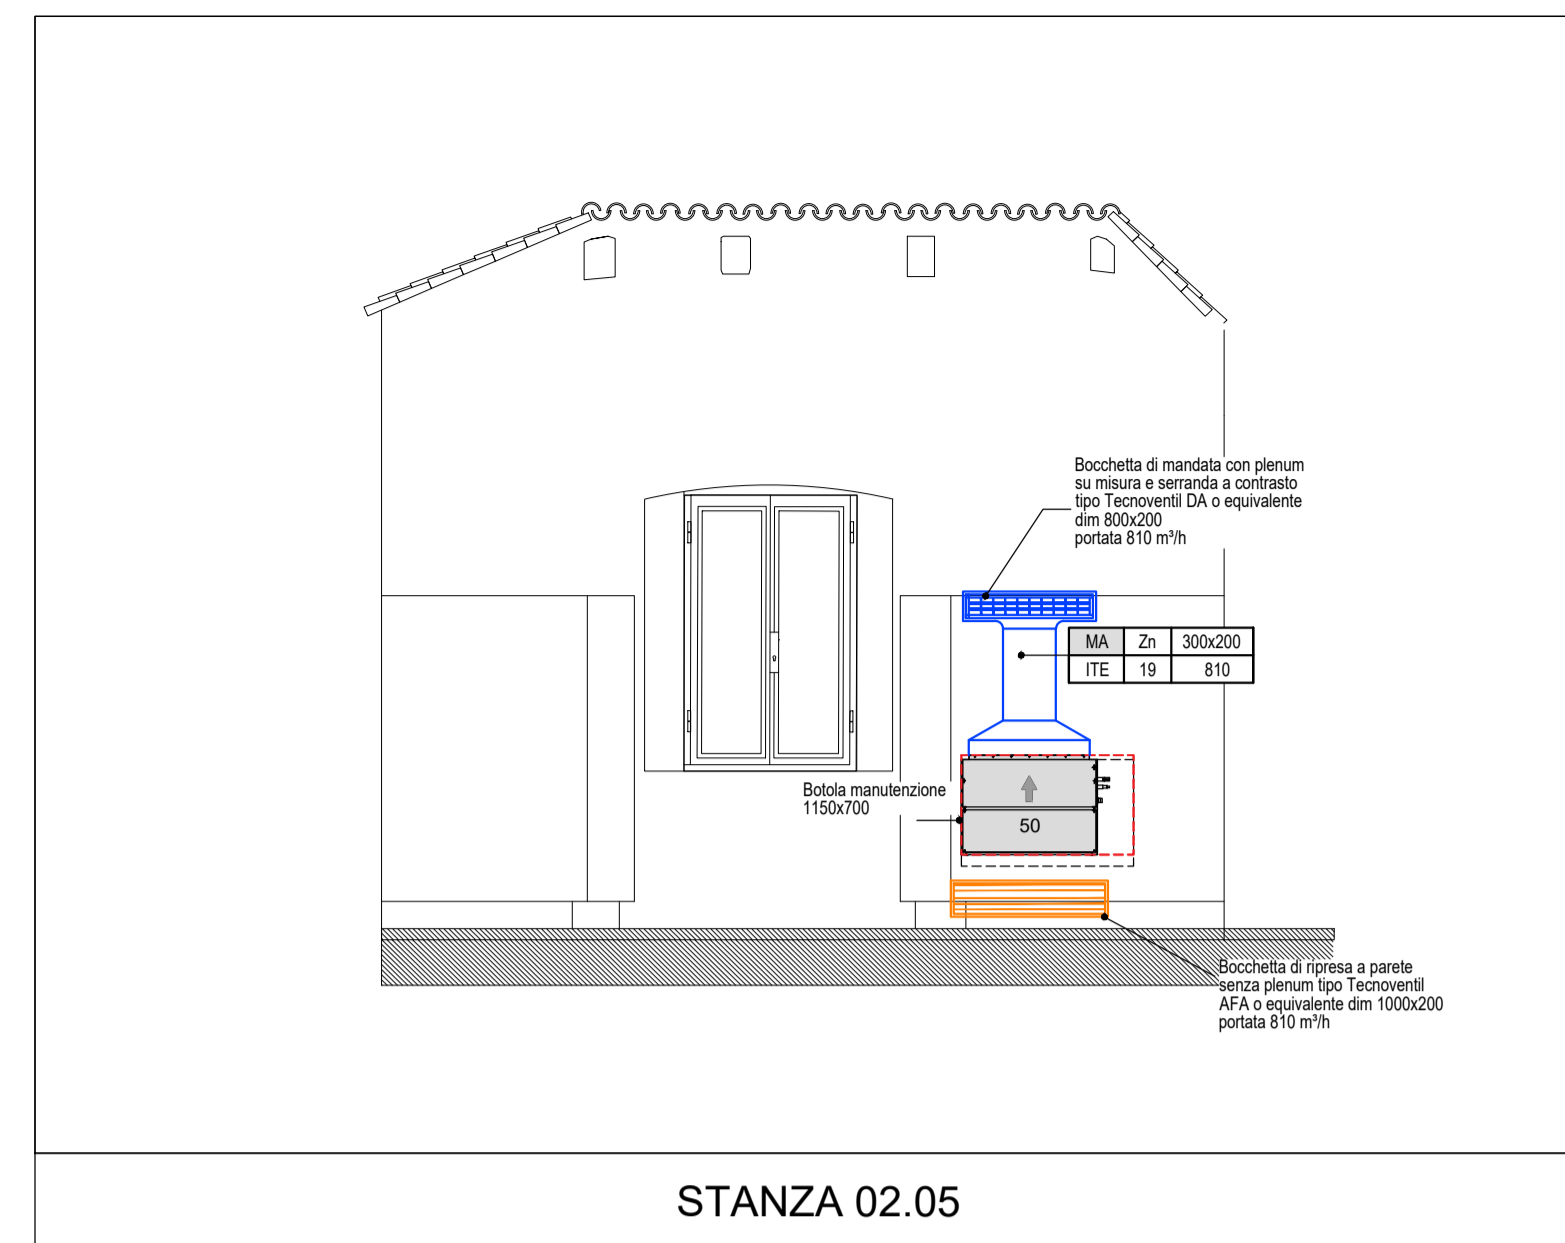 Bocchetta di mandata con plenum
su misura e serranda a contrasto
tipo Tecnoventil DA o equivalente
dim 800x200
portata 810 m³/h
MA Zn 300x200
ITE 19 810
Botola manutenzione
1150x700
50
Bocchetta di ripresa a parete
senza plenum tipo Tecnoventil
AFA o equivalente dim 1000x200
portata 810 m³/h
STANZA 02.05